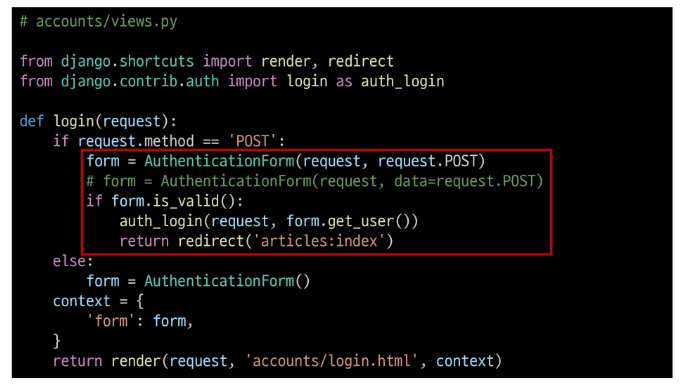 # accounts/views.py
from django.shortcuts import render, redirect
from django.contrib.auth import login as auth_login
def login(request):
    if request.method == 'POST':
        form = AuthenticationForm(request, request.POST)
        # form = AuthenticationForm(request, data=request.POST)
        if form.is_valid():
            auth_login(request, form.get_user())
            return redirect('articles:index')
    else:
        form = AuthenticationForm()
    context = {
        'form': form,
    }
    return render(request, 'accounts/login.html', context)